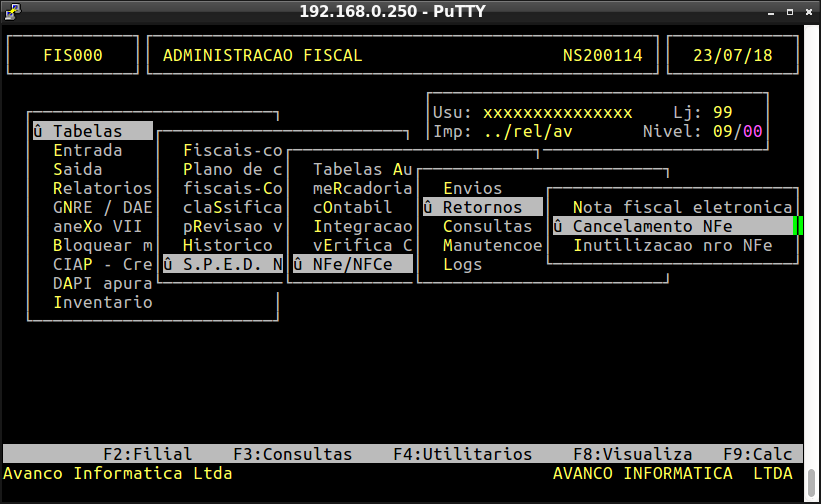 192.168.0.250 - PuTTY
FIS000 ADMINISTRACAO FISCAL NS200114 23/07/18
Usu: xxxxxxxxxxxxxxx Lj: 99
Imp: ../rel/av Nivel: 09/00
û Tabelas
Entrada
Saida
Relatorios
GNRE / DAE
aneXo VII
Bloquear m
CIAP - Cre
DAPI apura
Inventario
Fiscais-co
Plano de c
fiscais-Co
claSsifica
pRevisao v
Historico
û S.P.E.D. N
Tabelas Au
meRcadoria
cOntabil
Integracao
vErifica C
û NFe/NFCe
Envios
û Retornos
Consultas
Manutencoe
Logs
Nota fiscal eletronica
û Cancelamento NFe
Inutilizacao nro NFe
F2:Filial F3:Consultas F4:Utilitarios F8:Visualiza F9:Calc
Avanco Informatica Ltda AVANCO INFORMATICA LTDA